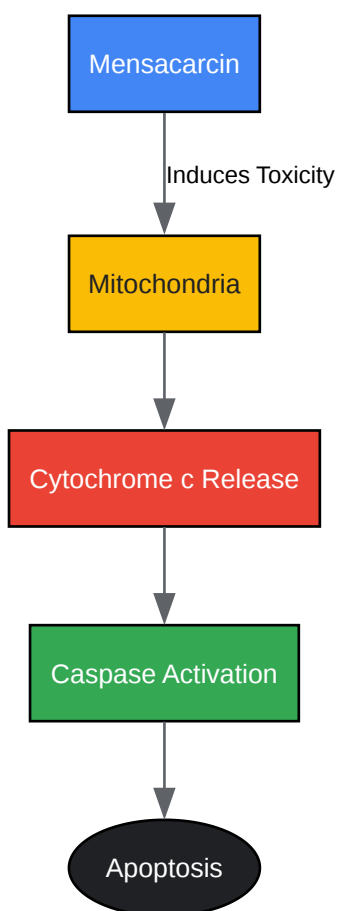 Mensacarcin
Induces Toxicity
Mitochondria
Cytochrome c Release
Caspase Activation
Apoptosis